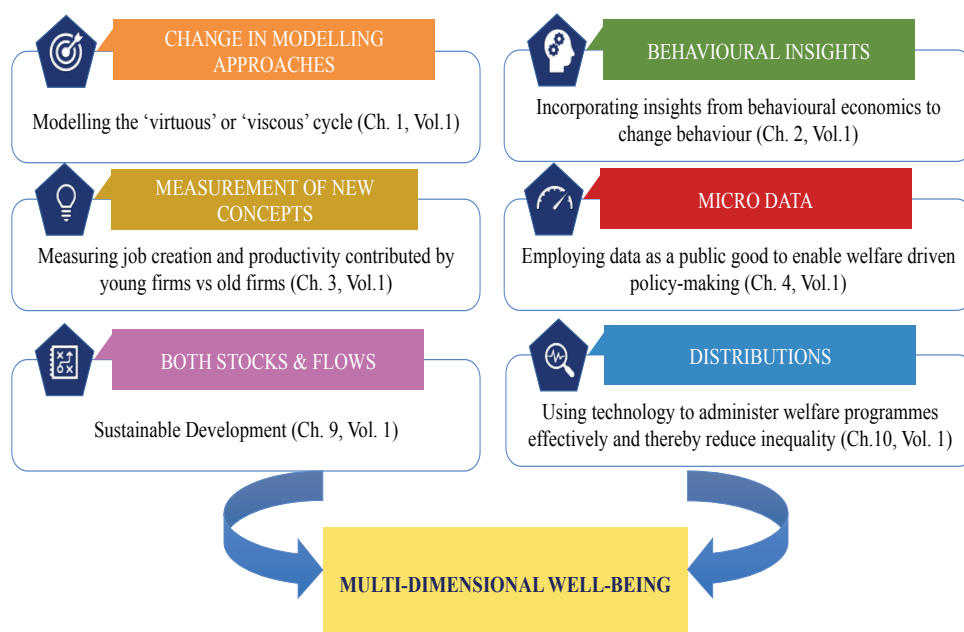 CHANGE IN MODELLING
APPROACHES
Modelling the ‘virtuous’ or ‘viscous’ cycle (Ch. 1, Vol.1)
BEHAVIOURAL INSIGHTS
Incorporating insights from behavioural economics to
change behaviour (Ch. 2, Vol.1)
MEASUREMENT OF NEW
CONCEPTS
Measuring job creation and productivity contributed by
young firms vs old firms (Ch. 3, Vol.1)
MICRO DATA
Employing data as a public good to enable welfare driven
policy-making (Ch. 4, Vol.1)
BOTH STOCKS & FLOWS
Sustainable Development (Ch. 9, Vol. 1)
DISTRIBUTIONS
Using technology to administer welfare programmes
effectively and thereby reduce inequality (Ch.10, Vol. 1)
MULTI-DIMENSIONAL WELL-BEING